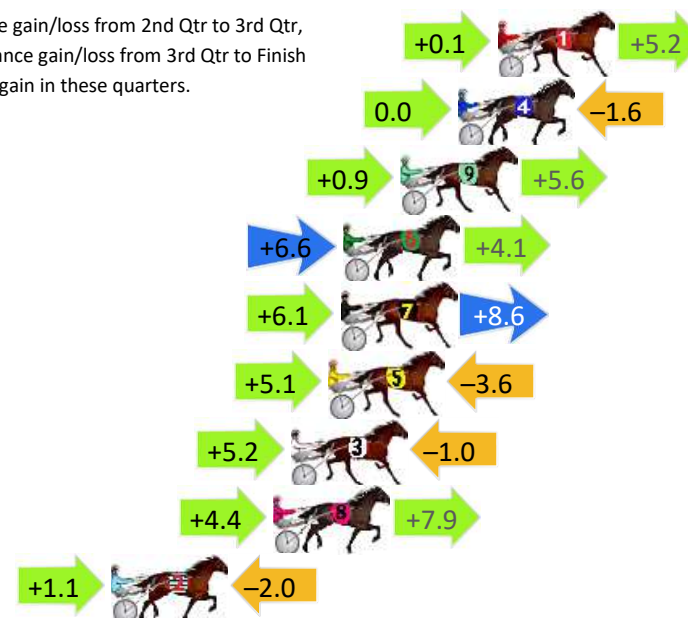 e gain/loss from 2nd Qtr to 3rd Qtr,
ance gain/loss from 3rd Qtr to Finish
gain in these quarters.
+0.1 1 +5.2
0.0 4 –1.6
+0.9 9 +5.6
+6.6 +4.1
+6.1 7 +8.6
+5.1 5 –3.6
+5.2 3 –1.0
+4.4 8 +7.9
+1.1 2 –2.0